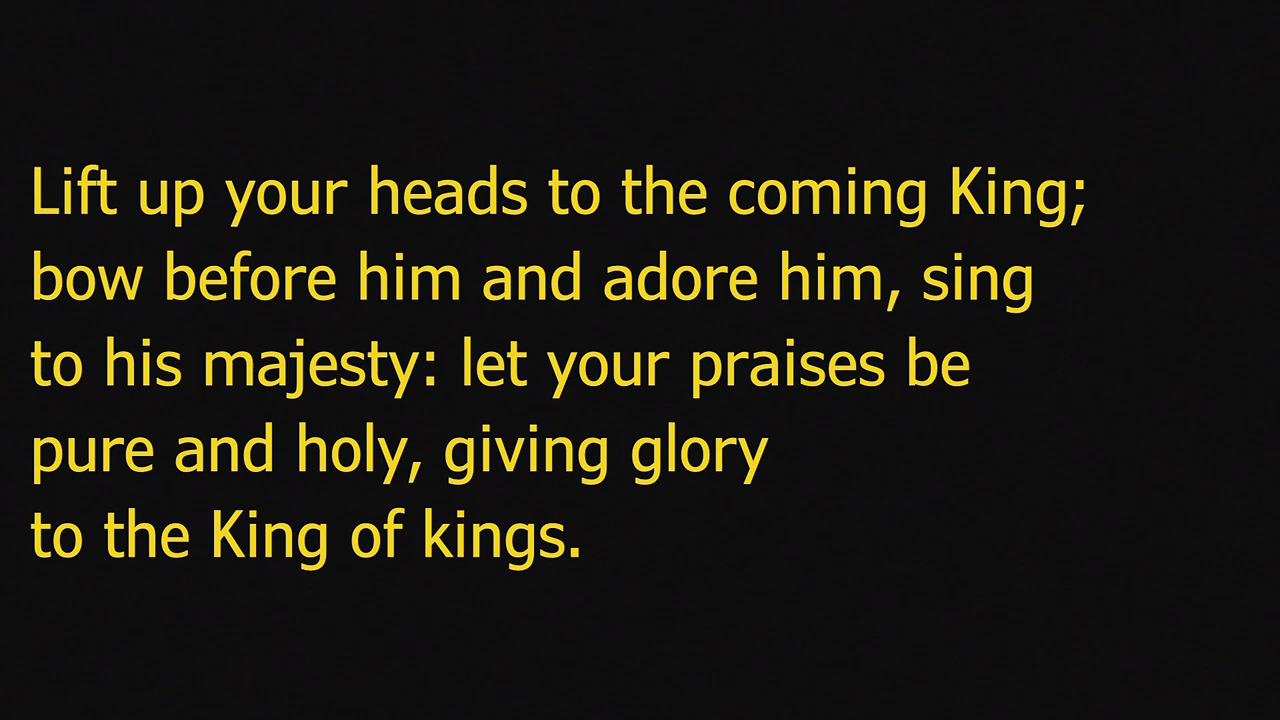 Lift up your heads to the coming King;
bow before him and adore him, sing
to his majesty: let your praises be
pure and holy, giving glory
to the King of kings.